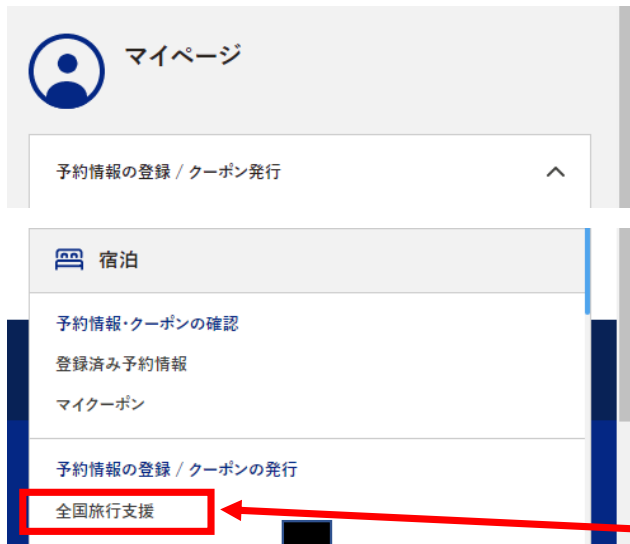 マイページ
予約情報の登録 / クーポン発行
宿泊
予約情報・クーポンの確認
登録済み予約情報
マイクーポン
予約情報の登録 / クーポンの発行
全国旅行支援